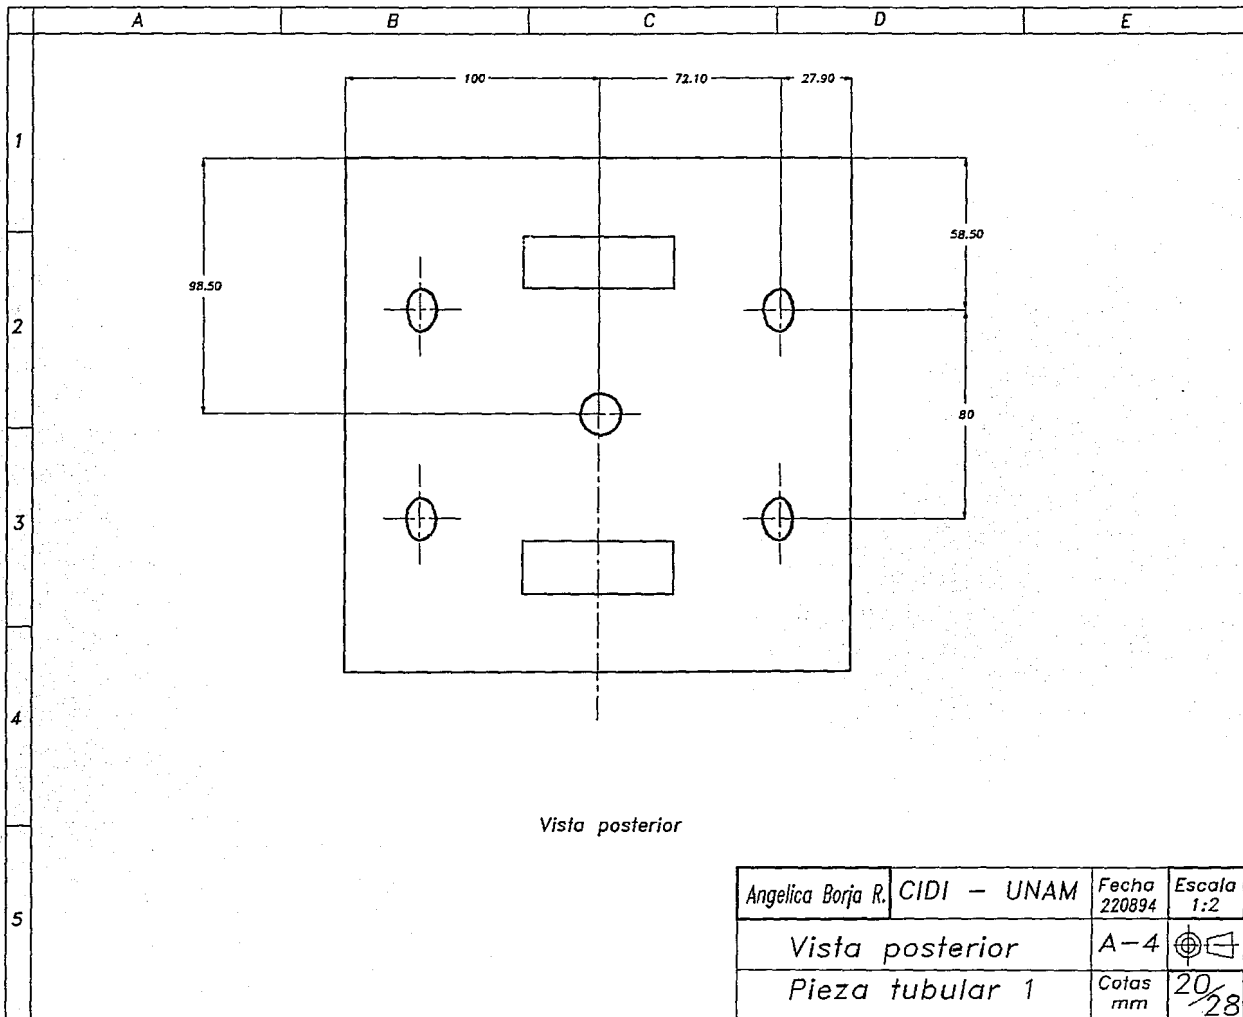 A B C D E
100 72.10 27.90
1
58.50
98.50
2
80
3
4
Vista posterior
Angelica Borja R. CIDI - UNAM Fecha Escala
220894 1:2
5
Vista posterior A-4
Pieza tubular 1 Cotas 20/28
mm